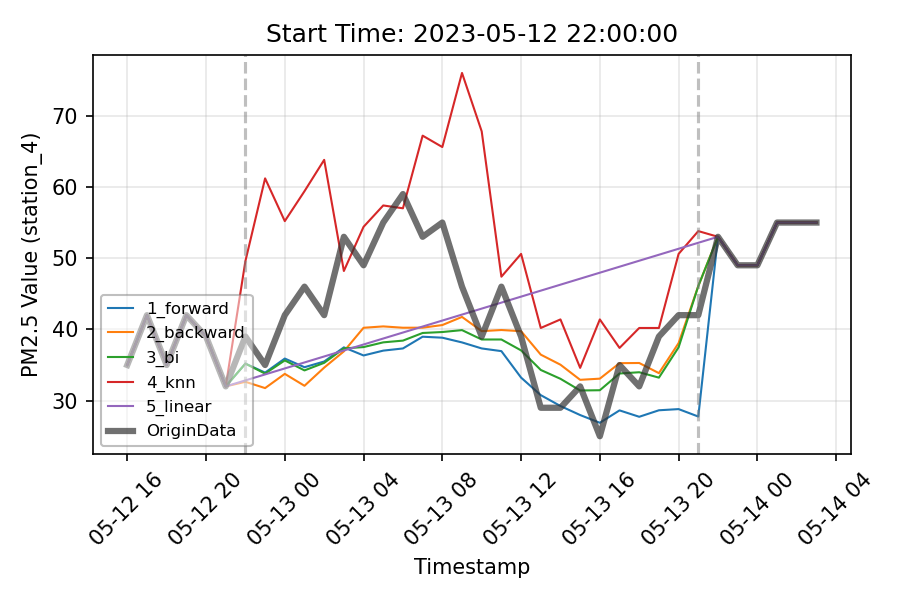 Start Time: 2023-05-12 22:00:00
PM2.5 Value (station_4)
70
60
50
40
30
1_forward
2_backward
3_bi
4_knn
5_linear
OriginData
05-12 16
05-12 20
05-13 00
05-13 04
05-13 08
05-13 12
05-13 16
05-13 20
05-14 00
05-14 04
Timestamp